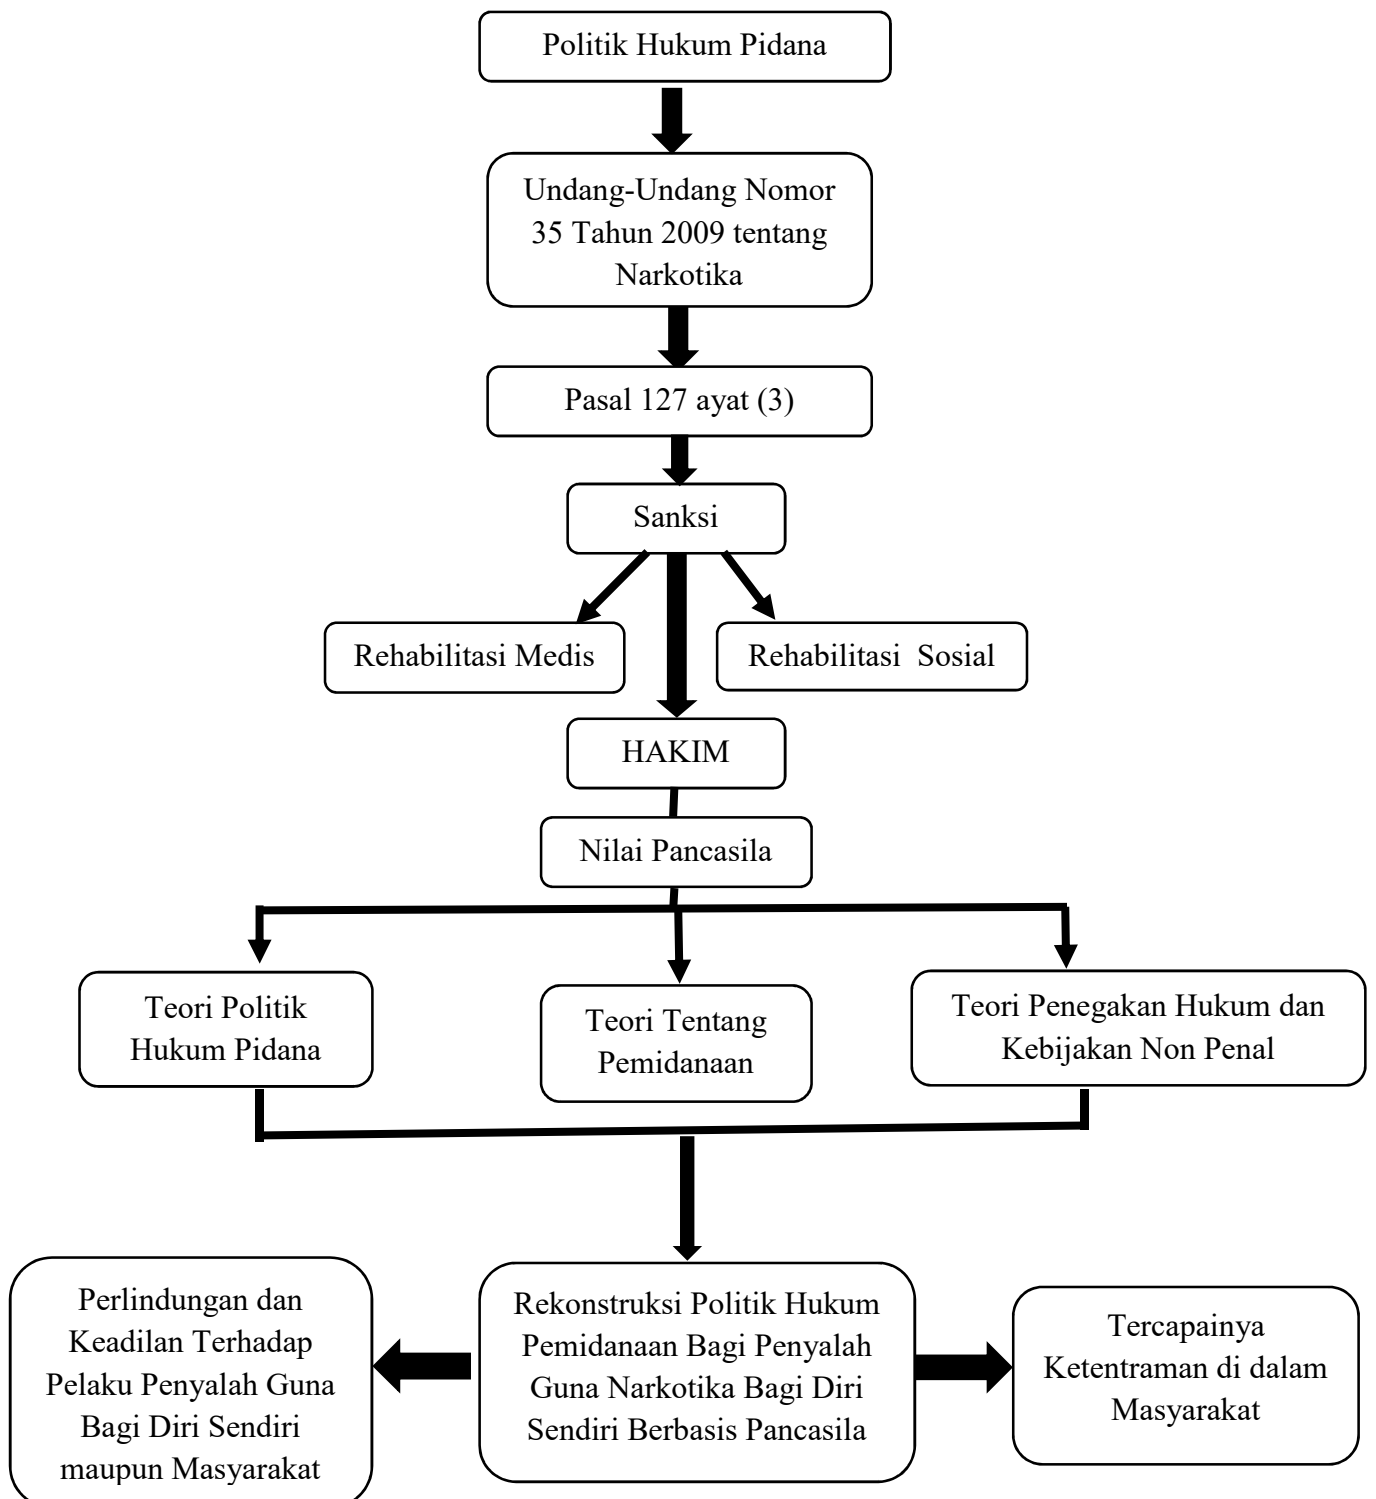 Politik Hukum Pidana
Undang-Undang Nomor
35 Tahun 2009 tentang
Narkotika
Pasal 127 ayat (3)
Sanksi
Rehabilitasi Medis
Rehabilitasi Sosial
HAKIM
Nilai Pancasila
Teori Politik
Hukum Pidana
Teori Tentang
Pemidanaan
Teori Penegakan Hukum dan
Kebijakan Non Penal
Perlindungan dan
Keadilan Terhadap
Pelaku Penyalah Guna
Bagi Diri Sendiri
maupun Masyarakat
Rekonstruksi Politik Hukum
Pemidanaan Bagi Penyalah
Guna Narkotika Bagi Diri
Sendiri Berbasis Pancasila
Tercapainya
Ketentraman di dalam
Masyarakat